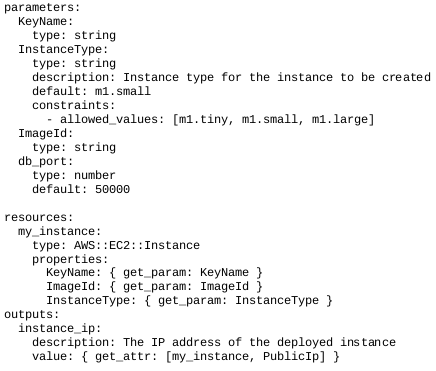 parameters:
  KeyName:
    type: string
  InstanceType:
    type: string
    description: Instance type for the instance to be created
    default: m1.small
    constraints:
      - allowed_values: [m1.tiny, m1.small, m1.large]
  ImageId:
    type: string
  db_port:
    type: number
    default: 50000

resources:
  my_instance:
    type: AWS::EC2::Instance
    properties:
      KeyName: { get_param: KeyName }
      ImageId: { get_param: ImageId }
      InstanceType: { get_param: InstanceType }
outputs:
  instance_ip:
    description: The IP address of the deployed instance
    value: { get_attr: [my_instance, PublicIp] }